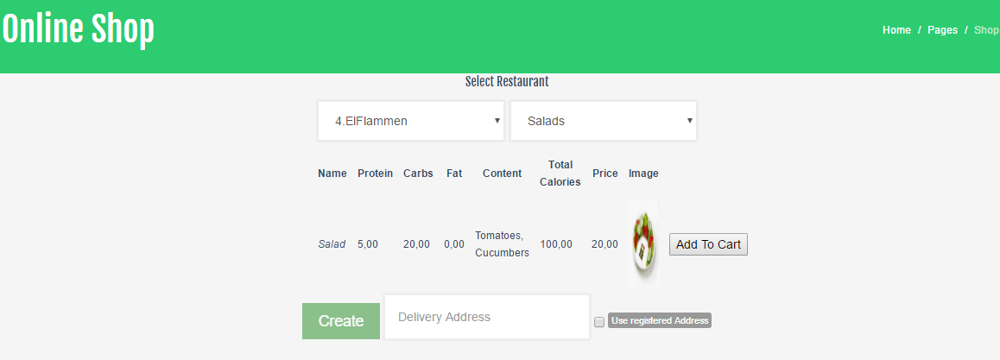 Online Shop
Home / Pages / Shop
Select Restaurant
4.ElFlammen
Salads
Name Protein Carbs Fat Content Total Calories Price Image
Salad 5,00 20,00 0,00 Tomatoes, Cucumbers 100,00 20,00 Add To Cart
Create Delivery Address Use registered Address